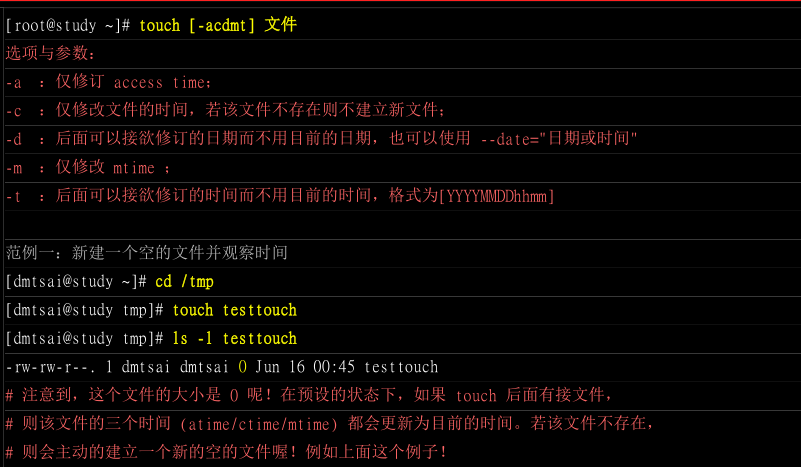 [root@study ~]# touch [-acdmt] 文件
选项与参数：
-a ：仅修订 access time；
-c ：仅修改文件的时间，若该文件不存在则不建立新文件；
-d ：后面可以接欲修订的日期而不用目前的日期，也可以使用 --date="日期或时间"
-m ：仅修改 mtime ；
-t ：后面可以接欲修订的时间而不用目前的时间，格式为[YYYYMMDDhhmm]
范例一：新建一个空的文件并观察时间
[dmtsai@study ~]# cd /tmp
[dmtsai@study tmp]# touch testtouch
[dmtsai@study tmp]# ls -l testtouch
-rw-rw-r--. 1 dmtsai dmtsai 0 Jun 16 00:45 testtouch
# 注意到，这个文件的大小是 0 呢！在预设的状态下，如果 touch 后面有接文件，
# 则该文件的三个时间 (atime/ctime/mtime) 都会更新为目前的时间。若该文件不存在，
# 则会主动的建立一个新的空的文件喔！例如上面这个例子！